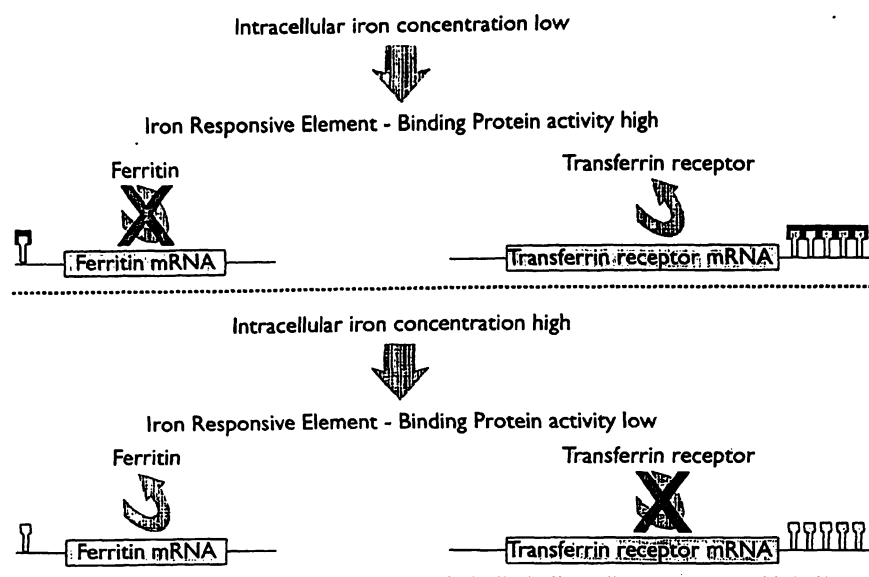 Intracellular iron concentration low
Iron Responsive Element - Binding Protein activity high
Ferritin
Transferrin receptor
Ferritin mRNA
Transferrin receptor mRNA
Intracellular iron concentration high
Iron Responsive Element - Binding Protein activity low
Ferritin
Transferrin receptor
Ferritin mRNA
Transferrin receptor mRNA